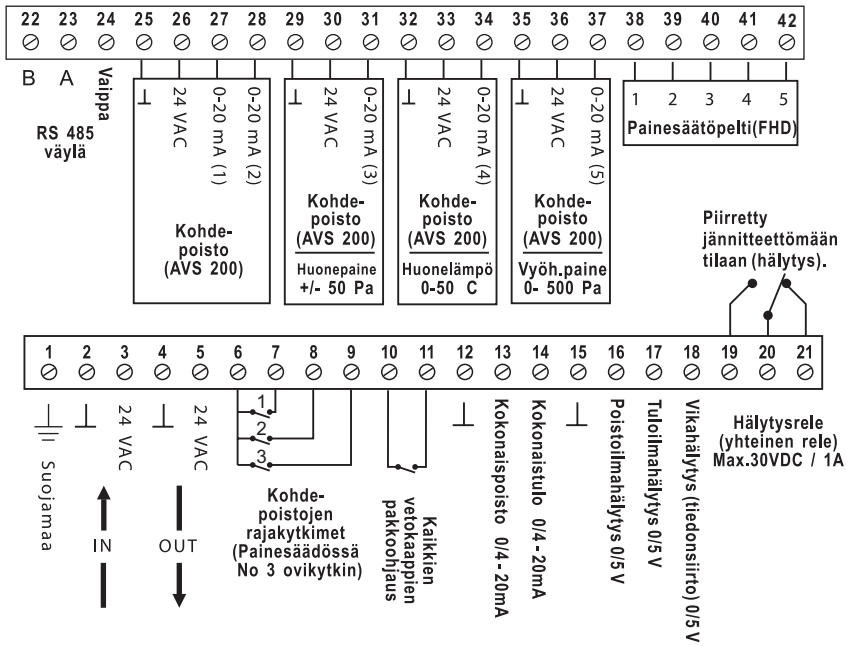 22 23 24 25 26 27 28 29 30 31 32 33 34 35 36 37 38 39 40 41 42
B A Vaippa
RS 485
väylä
24 VAC
0-20 mA (1)
0-20 mA (2)
Kohde-
poisto
(AVS 200)
24 VAC
0-20 mA (3)
Kohde-
poisto
(AVS 200)
Huonepaine
+/- 50 Pa
24 VAC
0-20 mA (4)
Kohde-
poisto
(AVS 200)
Huonelämpö
0-50 C
24 VAC
0-20 mA (5)
Kohde-
poisto
(AVS 200)
Vyöh.paine
0- 500 Pa
1 2 3 4 5
Painesäätöpelti(FHD)
Piirretty
jännitteettömään
tilaan (hälytys).
1 2 3 4 5 6 7 8 9 10 11 12 13 14 15 16 17 18 19 20 21
Suojamaa
24 VAC
IN
24 VAC
OUT
1
2
3
Kohde-
poistojen
rajakytkimet
(Painesäädössä
No 3 ovikytkin)
Kaikkien
vetokaappien
pakkoohjaus
Kokonaispoisto 0/4 - 20mA
Kokonaistulo 0/4 - 20mA
Poistoilmahälytys 0/5 V
Tuloilmahälytys 0/5 V
Vikahälytys (tiedonsiirto) 0/5 V
Hälytysrele
(yhteinen rele)
Max.30VDC / 1A